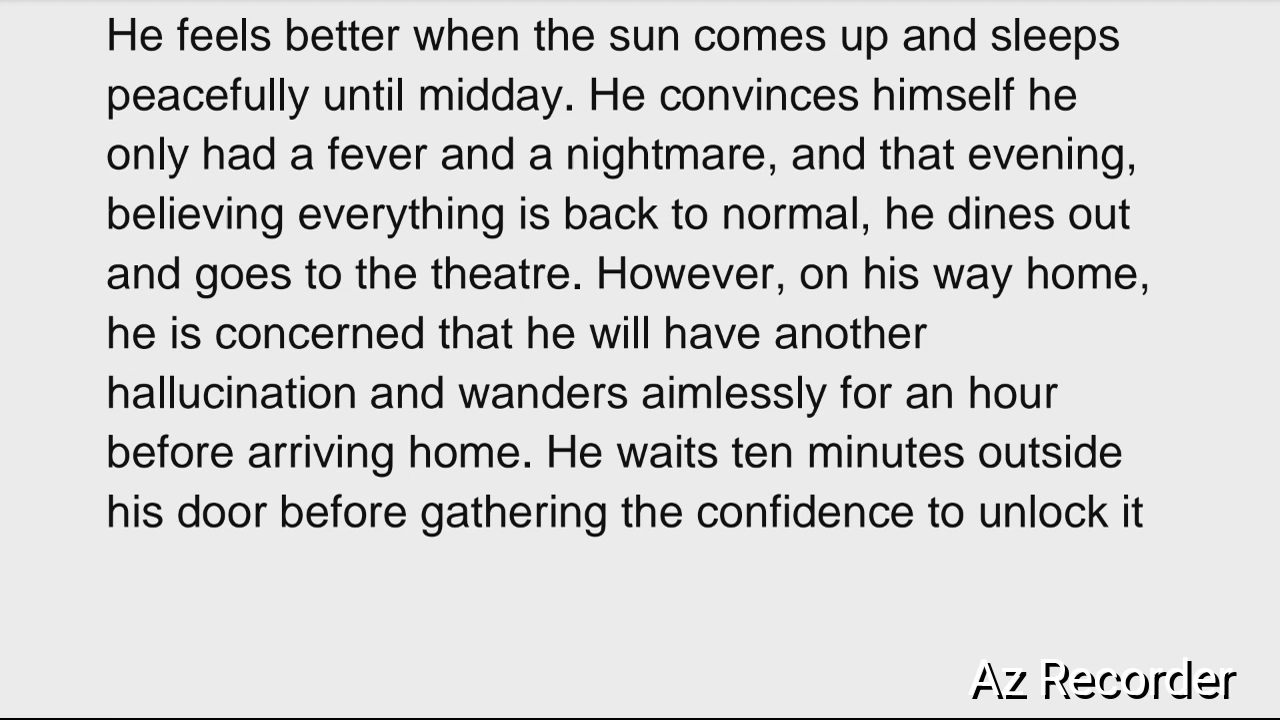 He feels better when the sun comes up and sleeps
peacefully until midday. He convinces himself he
only had a fever and a nightmare, and that evening,
believing everything is back to normal, he dines out
and goes to the theatre. However, on his way home,
he is concerned that he will have another
hallucination and wanders aimlessly for an hour
before arriving home. He waits ten minutes outside
his door before gathering the confidence to unlock it
Az Recorder